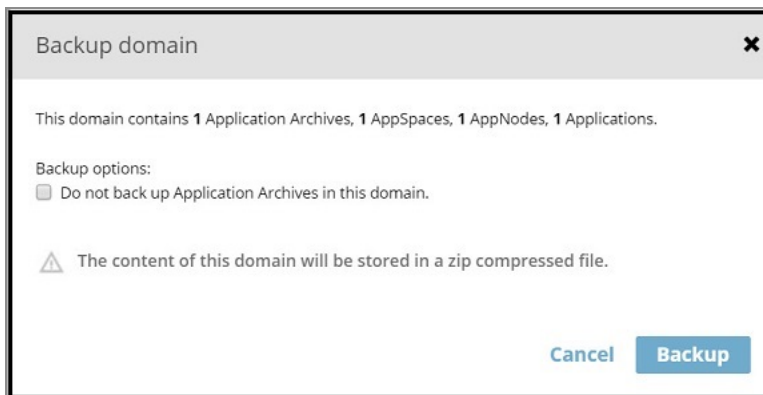 Backup domain
This domain contains 1 Application Archives, 1 AppSpaces, 1 AppNodes, 1 Applications.
Backup options:
Do not back up Application Archives in this domain.
The content of this domain will be stored in a zip compressed file.
Cancel Backup